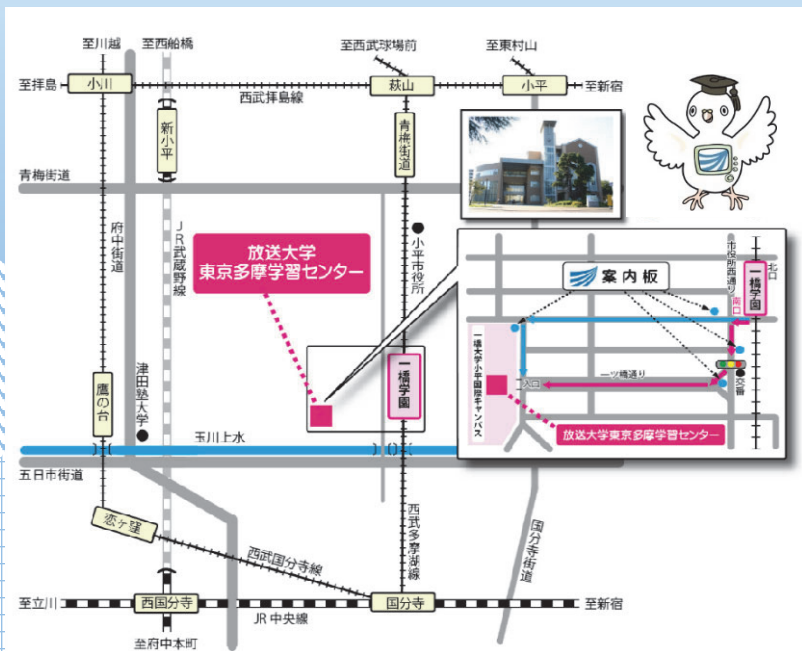 至川越
至西船橋
至西武球場前
至東村山
至拝島
小川
西武拝島線
萩山
小平
至新宿
新小平
青梅街道
青梅街道
府中街道
JR武蔵野線
放送大学
東京多摩学習センター
小平市役所
市役所西通り
北口
一橋学園
南口
案内板
一橋大学小平国際キャンパス
入口
一ツ橋通り
交番
放送大学東京多摩学習センター
鷹の台
津田塾大学
一橋学園
玉川上水
五日市街道
恋ヶ窪
西武国分寺線
西武多摩湖線
国分寺街道
至立川
西国分寺
JR中央線
国分寺
至新宿
至府中本町